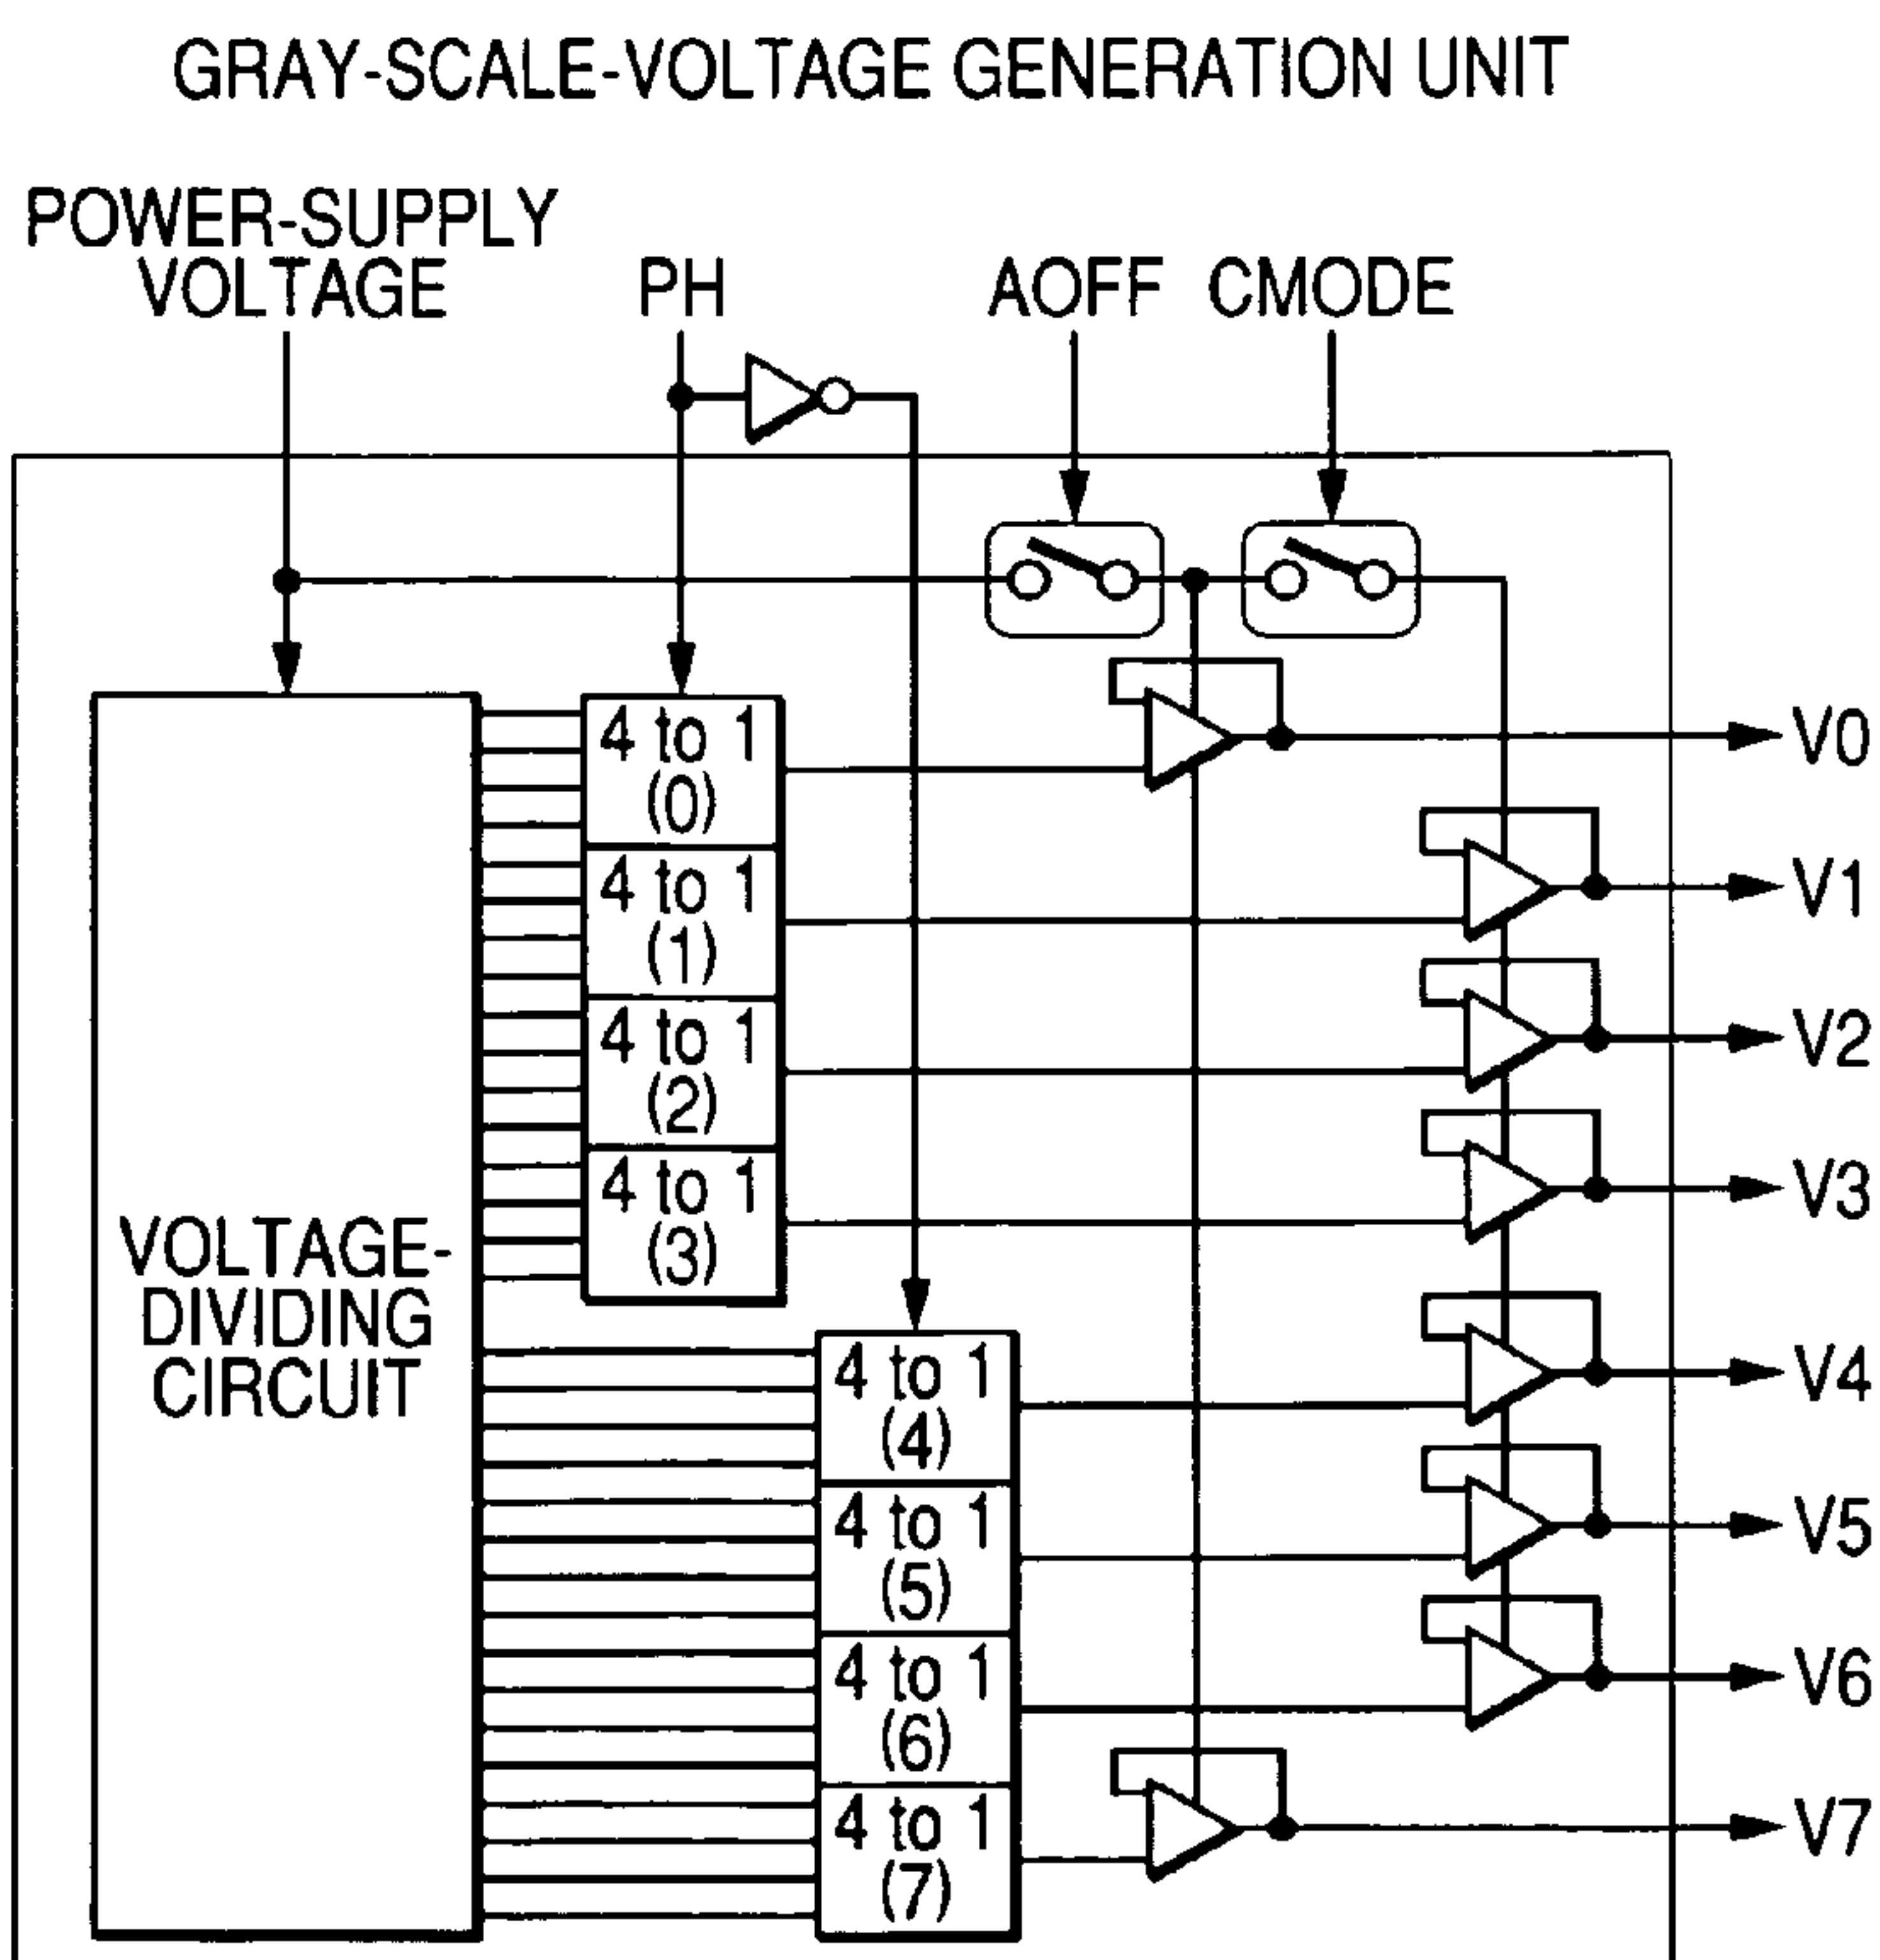 GRAY-SCALE-VOLTAGE GENERATION UNIT
POWER-SUPPLY
VOLTAGE
PH
AOFF
CMODE
4 to 1
(0)
V0
4 to 1
(1)
V1
4 to 1
(2)
V2
4 to 1
(3)
V3
VOLTAGE-
DIVIDING
CIRCUIT
4 to 1
(4)
V4
4 to 1
(5)
V5
4 to 1
(6)
V6
4 to 1
(7)
V7